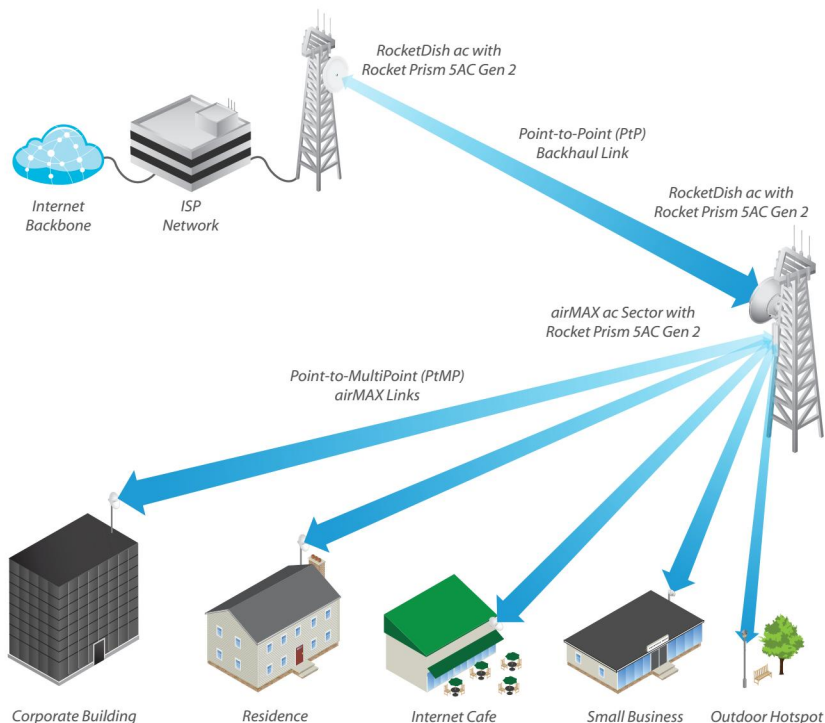 RocketDish ac with
Rocket Prism 5AC Gen 2
Point-to-Point (PtP)
Backhaul Link
Internet
Backbone
ISP
Network
RocketDish ac with
Rocket Prism 5AC Gen 2
airMAX ac Sector with
Rocket Prism 5AC Gen 2
Point-to-MultiPoint (PtMP)
airMAX Links
Corporate Building
Residence
Internet Cafe
Small Business
Outdoor Hotspot